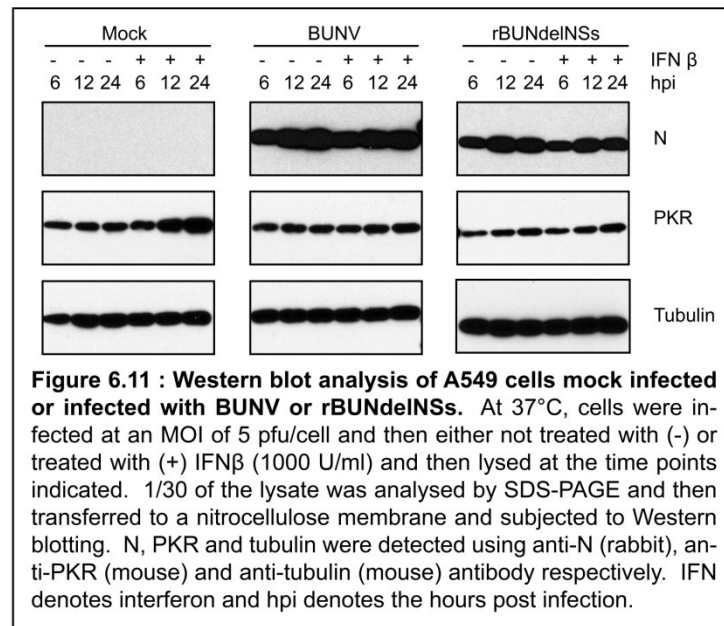 Mock BUNV rBUNdelNSs
- - - + + + - - - + + + - - - + + + IFN β
6 12 24 6 12 24 6 12 24 6 12 24 6 12 24 6 12 24 hpi
N
PKR
Tubulin
Figure 6.11 : Western blot analysis of A549 cells mock infected
or infected with BUNV or rBUNdelNSs. At 37°C, cells were in-
fected at an MOI of 5 pfu/cell and then either not treated with (-) or
treated with (+) IFNβ (1000 U/ml) and then lysed at the time points
indicated. 1/30 of the lysate was analysed by SDS-PAGE and then
transferred to a nitrocellulose membrane and subjected to Western
blotting. N, PKR and tubulin were detected using anti-N (rabbit), an-
ti-PKR (mouse) and anti-tubulin (mouse) antibody respectively. IFN
denotes interferon and hpi denotes the hours post infection.